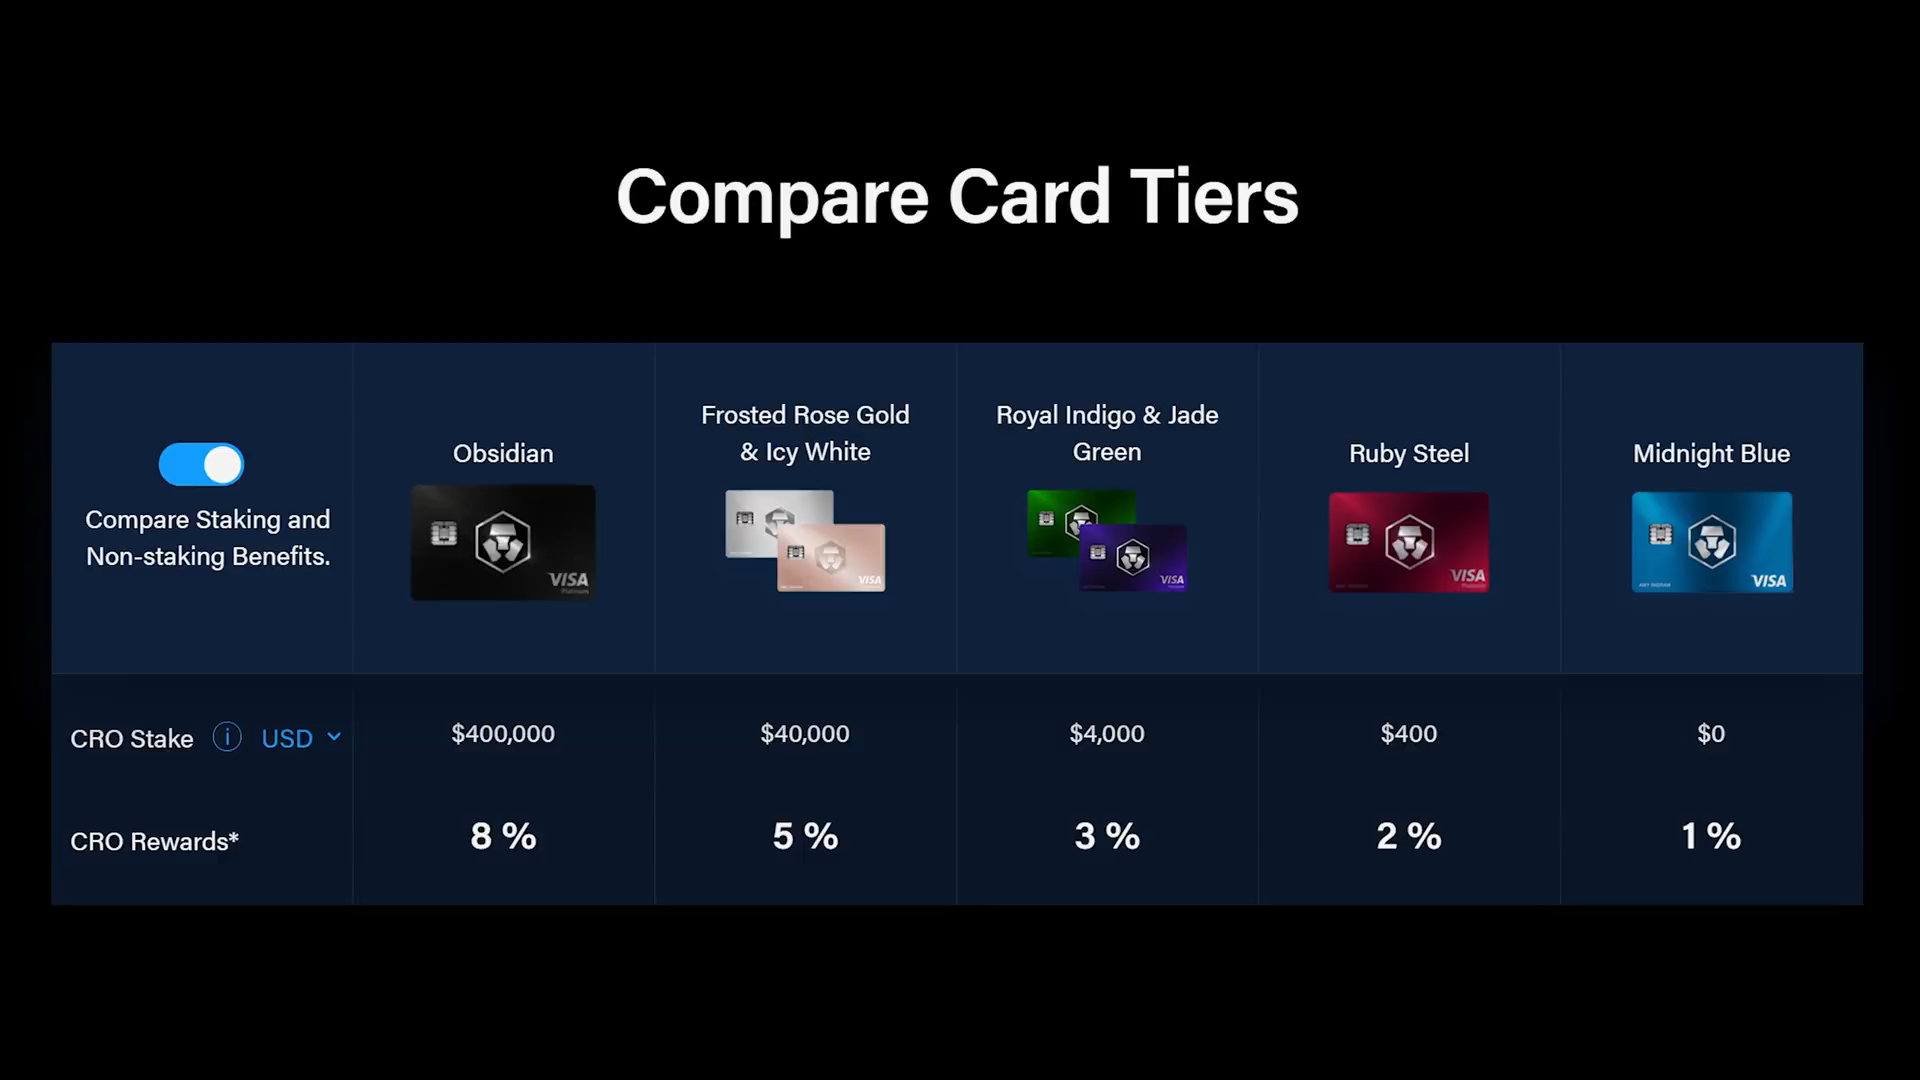 Compare Card Tiers
Compare Staking and
Non-staking Benefits.
Obsidian
VISA
Platinum
Frosted Rose Gold
& Icy White
VISA
Royal Indigo & Jade
Green
VISA
Ruby Steel
VISA
Midnight Blue
VISA
CRO Stake USD $400,000 $40,000 $4,000 $400 $0
CRO Rewards* 8 % 5 % 3 % 2 % 1 %